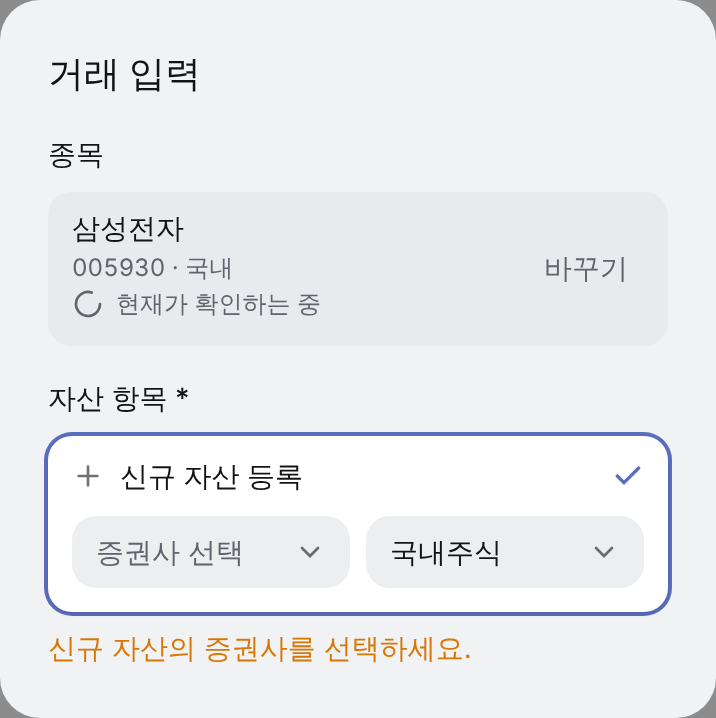 거래 입력
종목
삼성전자
005930 · 국내
바꾸기
현재가 확인하는 중
자산 항목 *
신규 자산 등록
증권사 선택
국내주식
신규 자산의 증권사를 선택하세요.